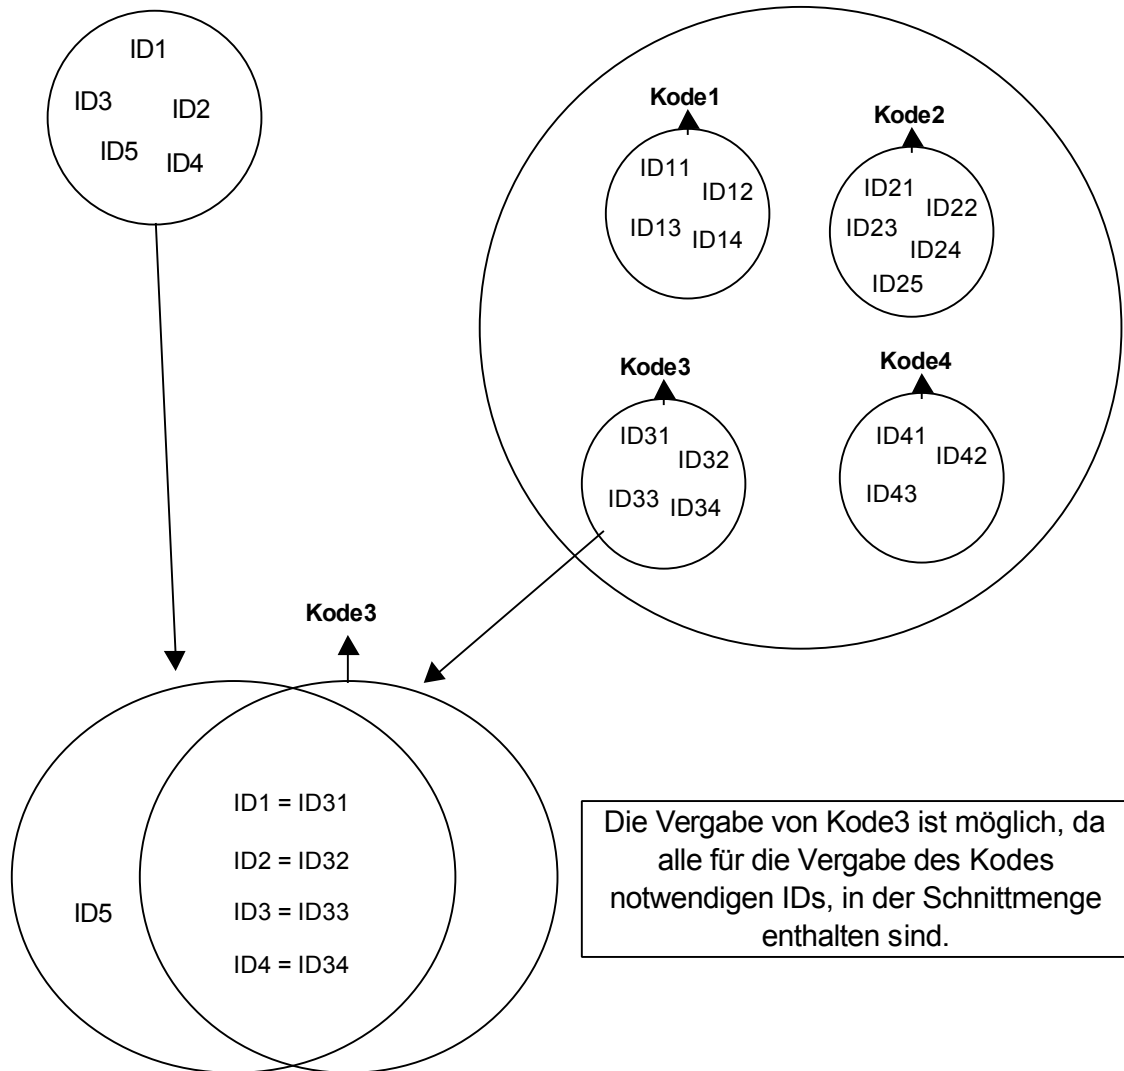 ID1
ID3
ID2
ID5
ID4
Kode1
ID11
ID12
ID13
ID14
Kode2
ID21
ID22
ID23
ID24
ID25
Kode3
ID31
ID32
ID33
ID34
Kode4
ID41
ID42
ID43
Kode3
ID1 = ID31
ID2 = ID32
ID3 = ID33
ID4 = ID34
ID5
Die Vergabe von Kode3 ist möglich, da
alle für die Vergabe des Kodes
notwendigen IDs, in der Schnittmenge
enthalten sind.